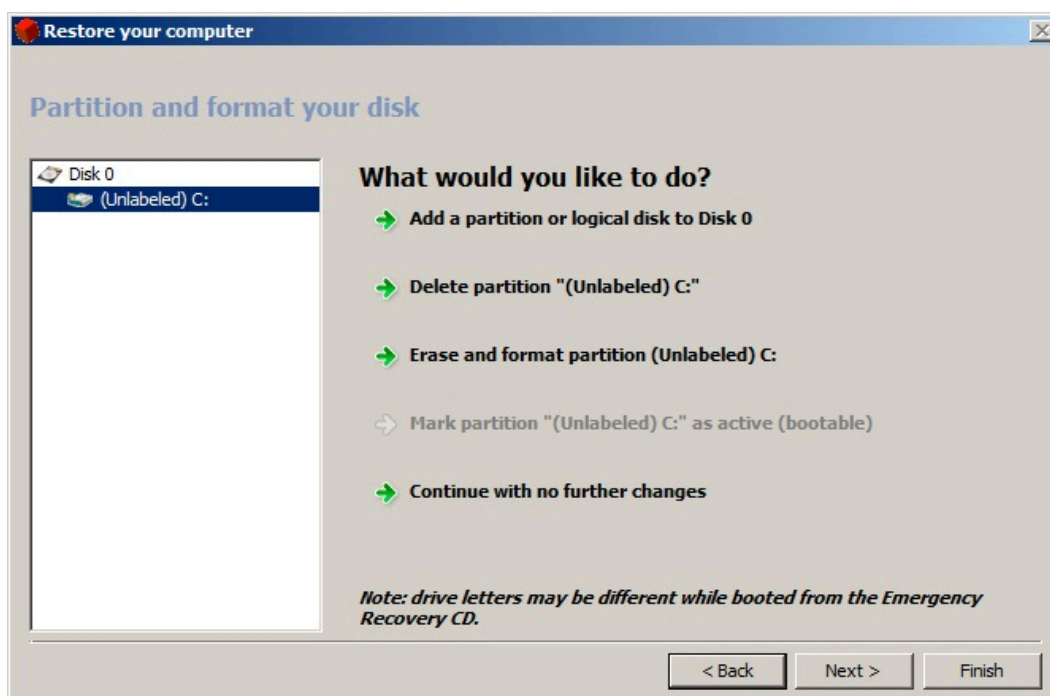 Restore your computer
Partition and format your disk
Disk 0
(Unlabeled) C:
What would you like to do?
Add a partition or logical disk to Disk 0
Delete partition "(Unlabeled) C:"
Erase and format partition (Unlabeled) C:
Mark partition "(Unlabeled) C:" as active (bootable)
Continue with no further changes
Note: drive letters may be different while booted from the Emergency
Recovery CD.
< Back
Next >
Finish